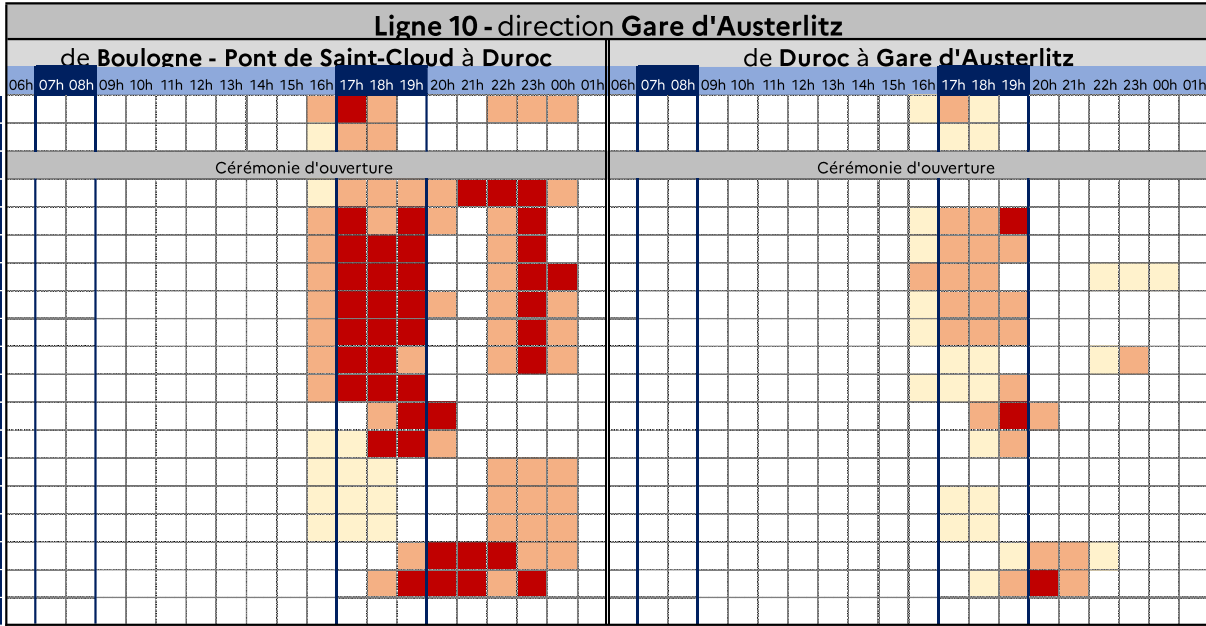 Ligne 10 - direction Gare d'Austerlitz
de Boulogne - Pont de Saint-Cloud à Duroc
de Duroc à Gare d'Austerlitz
06h 07h 08h 09h 10h 11h 12h 13h 14h 15h 16h 17h 18h 19h 20h 21h 22h 23h 00h 01h 06h 07h 08h 09h 10h 11h 12h 13h 14h 15h 16h 17h 18h 19h 20h 21h 22h 23h 00h 01h
Cérémonie d'ouverture Cérémonie d'ouverture